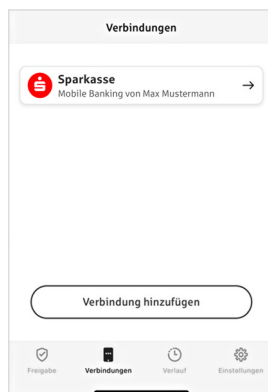 Verbindungen
Sparkasse
Mobile Banking von Max Mustermann
Verbindung hinzufügen
Freigabe Verbindungen Verlauf Einstellungen